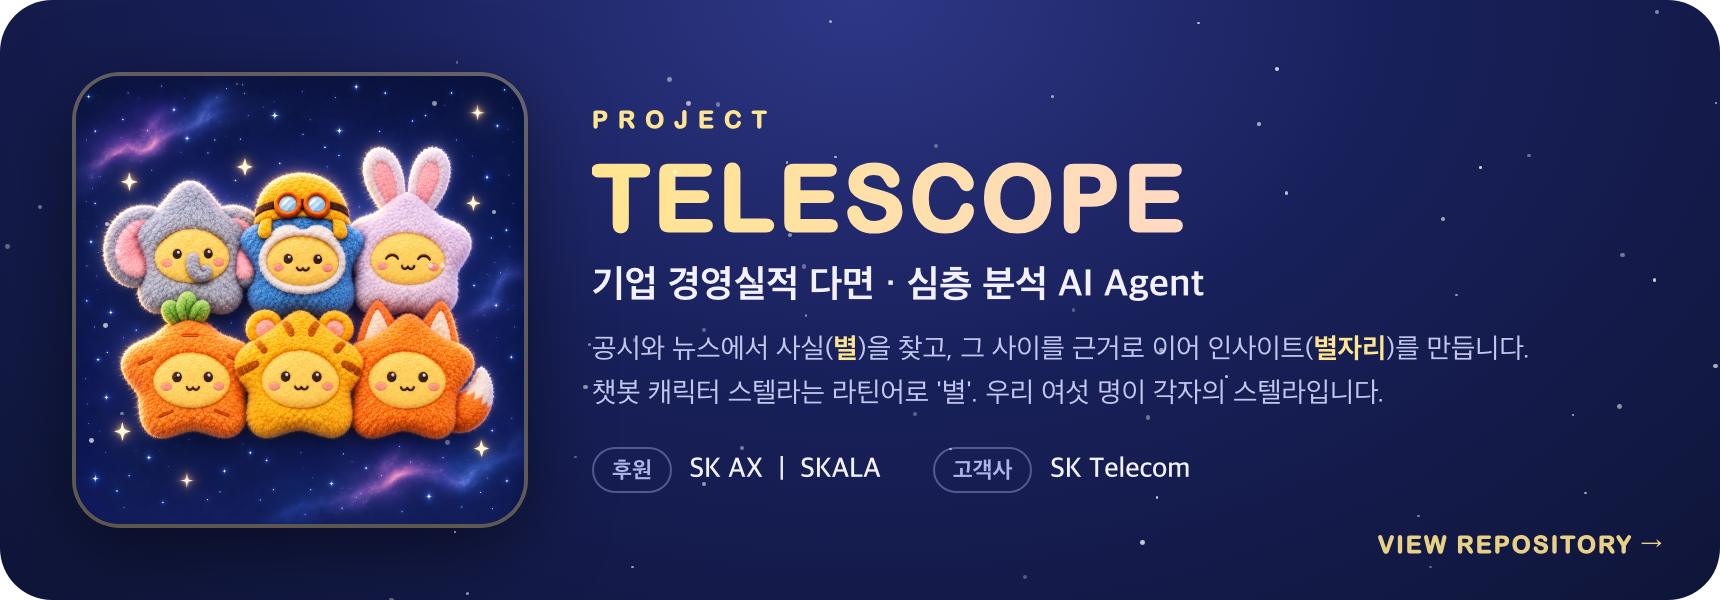 PROJECT
TELESCOPE
기업 경영실적 다면 · 심층 분석 AI Agent
공시와 뉴스에서 사실(별)을 찾고, 그 사이를 근거로 이어 인사이트(별자리)를 만듭니다.
챗봇 캐릭터 스텔라는 라틴어로 '별'. 우리 여섯 명이 각자의 스텔라입니다.
후원 SK AX | SKALA 고객사 SK Telecom
VIEW REPOSITORY →